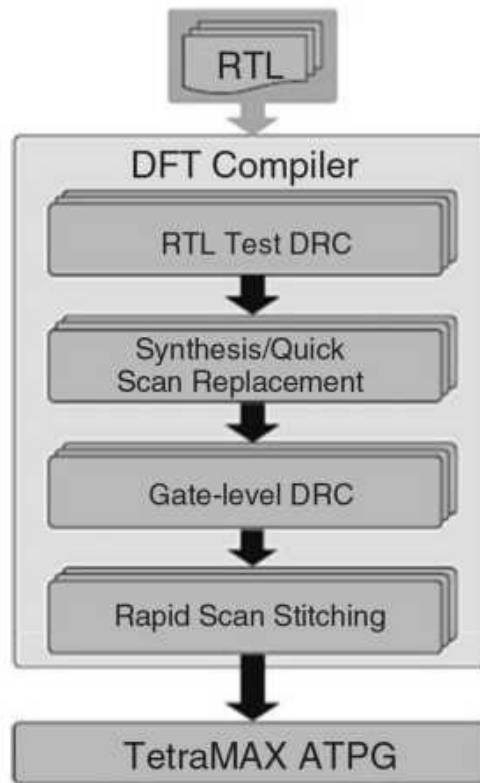 RTL
DFT Compiler
RTL Test DRC
Synthesis/Quick
Scan Replacement
Gate-level DRC
Rapid Scan Stitching
TetraMAX ATPG